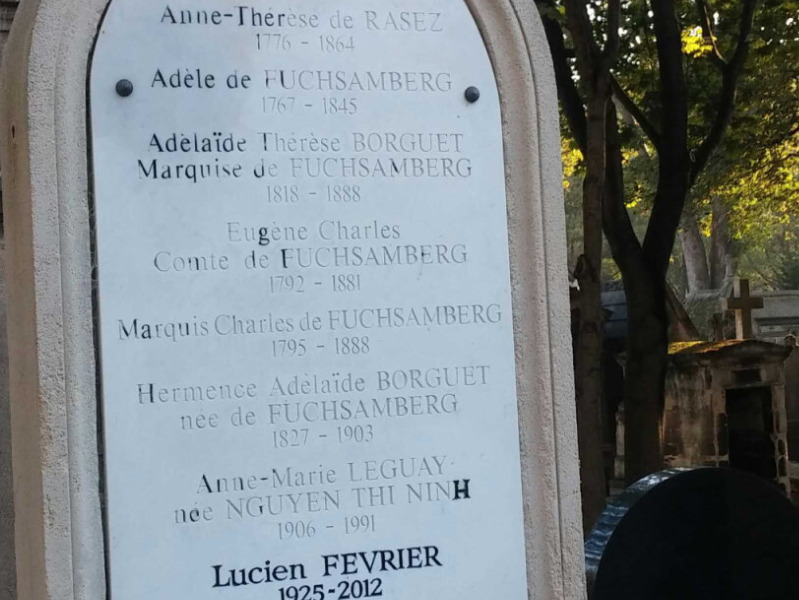 Anne-Thérèse de RASEZ
1776 - 1864
Adèle de FUCHSAMBERG
1767 - 1845
Adèlaïde Thérèse BORGUET
Marquise de FUCHSAMBERG
1818 - 1888
Eugène Charles
Comte de FUCHSAMBERG
1792 - 1881
Marquis Charles de FUCHSAMBERG
1795 - 1888
Hermence Adèlaïde BORGUET
née de FUCHSAMBERG
1827 - 1903
Anne-Marie LEGUAY
née NGUYEN THI NINH
1906 - 1991
Lucien FEVRIER
1925-2012